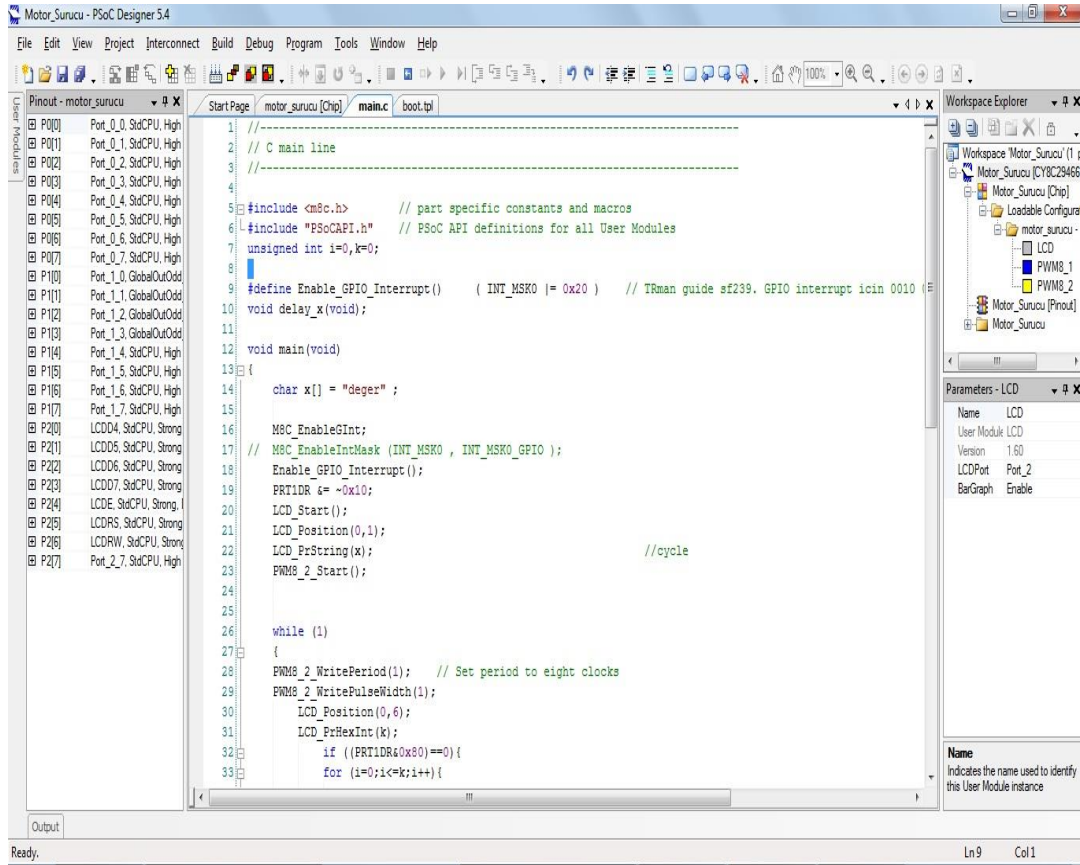 Motor_Surucu - PSoC Designer 5.4
File Edit View Project Interconnect Build Debug Program Tools Window Help
100%
User Modules
Pinout - motor_surucu
P0[0] Port_0_0, StdCPU, High
P0[1] Port_0_1, StdCPU, High
P0[2] Port_0_2, StdCPU, High
P0[3] Port_0_3, StdCPU, High
P0[4] Port_0_4, StdCPU, High
P0[5] Port_0_5, StdCPU, High
P0[6] Port_0_6, StdCPU, High
P0[7] Port_0_7, StdCPU, High
P1[0] Port_1_0, GlobalOutOdd
P1[1] Port_1_1, GlobalOutOdd
P1[2] Port_1_2, GlobalOutOdd
P1[3] Port_1_3, GlobalOutOdd
P1[4] Port_1_4, StdCPU, High
P1[5] Port_1_5, StdCPU, High
P1[6] Port_1_6, StdCPU, High
P1[7] Port_1_7, StdCPU, High
P2[0] LCDD4, StdCPU, Strong
P2[1] LCDD5, StdCPU, Strong
P2[2] LCDD6, StdCPU, Strong
P2[3] LCDD7, StdCPU, Strong
P2[4] LCDE, StdCPU, Strong,
P2[5] LCDRS, StdCPU, Strong
P2[6] LCDRW, StdCPU, Strong
P2[7] Port_2_7, StdCPU, High
Start Page motor_surucu [Chip] main.c boot.tpl
1 //---------------------------------------------------------------------------
2 // C main line
3 //---------------------------------------------------------------------------
4
5 #include <m8c.h> // part specific constants and macros
6 #include "PSoCAPI.h" // PSoC API definitions for all User Modules
7 unsigned int i=0,k=0;
8
9 #define Enable_GPIO_Interrupt() ( INT_MSK0 |= 0x20 ) // TRman guide sf239. GPIO interrupt icin 0010
10 void delay_x(void);
11
12 void main(void)
13 {
14 char x[] = "deger" ;
15
16 M8C_EnableGInt;
17 // M8C_EnableIntMask (INT_MSK0 , INT_MSK0_GPIO );
18 Enable_GPIO_Interrupt();
19 PRT1DR &= ~0x10;
20 LCD_Start();
21 LCD_Position(0,1);
22 LCD_PrString(x); //cycle
23 PWM8_2_Start();
24
25
26 while (1)
27 {
28 PWM8_2_WritePeriod(1); // Set period to eight clocks
29 PWM8_2_WritePulseWidth(1);
30 LCD_Position(0,6);
31 LCD_PrHexInt(k);
32 if ((PRT1DR&0x80)==0){
33 for (i=0;i<=k;i++){
Workspace Explorer
Workspace 'Motor_Surucu' (1 p
Motor_Surucu [CY8C29466
Motor_Surucu [Chip]
Loadable Configurat
motor_surucu -
LCD
PWM8_1
PWM8_2
Motor_Surucu [Pinout]
Motor_Surucu
Parameters - LCD
Name LCD
User Module LCD
Version 1.60
LCDPort Port_2
BarGraph Enable
Name
Indicates the name used to identify
this User Module instance
Output
Ready. Ln 9 Col 1